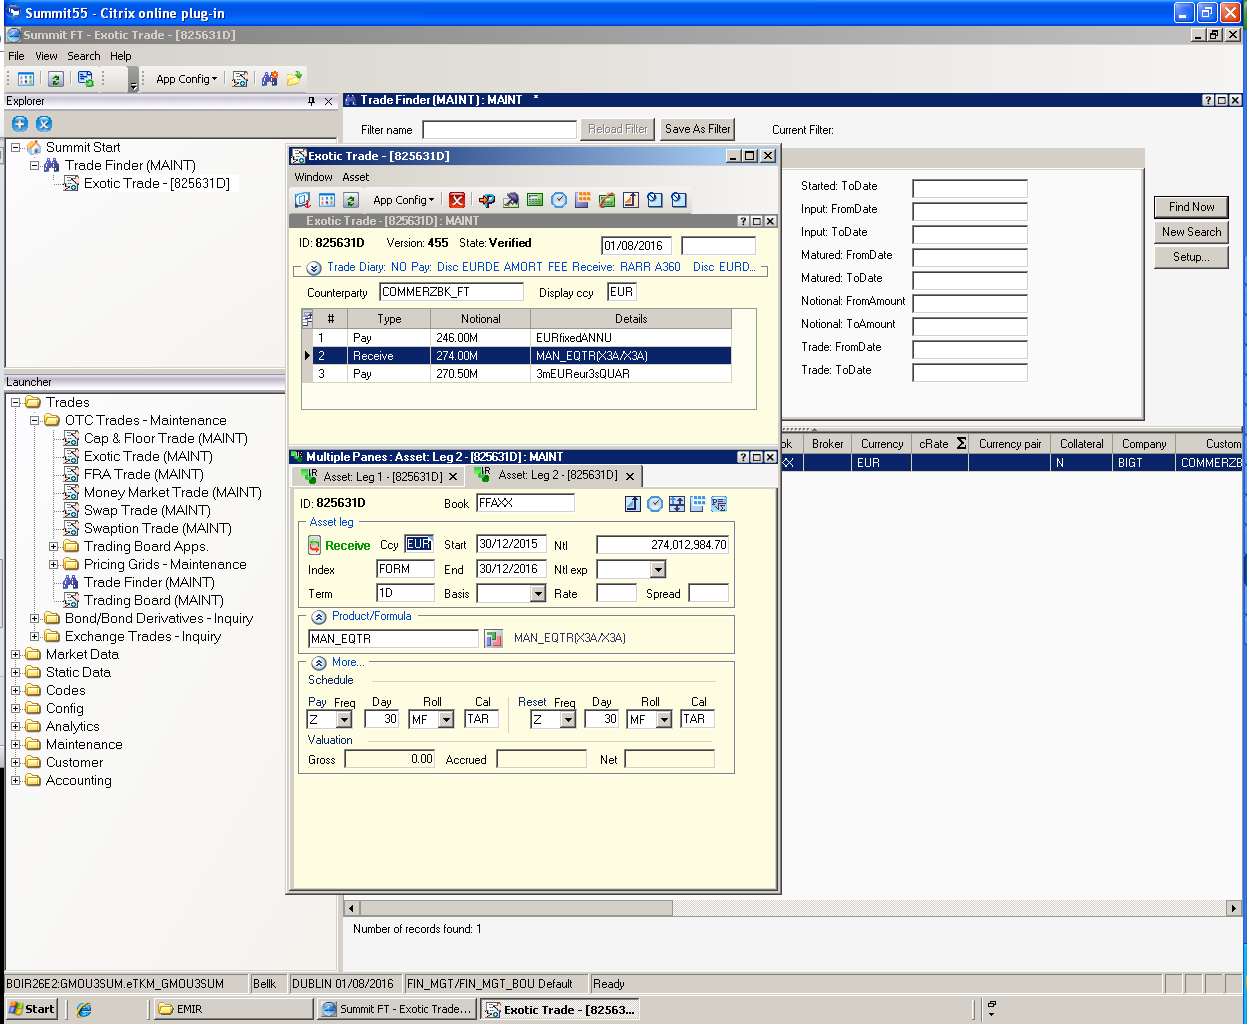 Summit55 - Citrix online plug-in
Summit FT - Exotic Trade - [825631D]
File View Search Help
App Config
Explorer
Summit Start
Trade Finder (MAINT)
Exotic Trade - [825631D]
Trade Finder (MAINT) : MAINT *
Filter name Reload Filter Save As Filter Current Filter:
Started: ToDate
Input: FromDate
Input: ToDate
Matured: FromDate
Matured: ToDate
Notional: FromAmount
Notional: ToAmount
Trade: FromDate
Trade: ToDate
Find Now
New Search
Setup...
Exotic Trade - [825631D]
Window Asset
App Config
Exotic Trade - [825631D] : MAINT
ID: 825631D Version: 455 State: Verified 01/08/2016
Trade Diary: NO Pay: Disc EURDE AMORT FEE Receive: RARR A360 Disc EURD...
Counterparty COMMERZBK_FT Display ccy EUR
# Type Notional Details
1 Pay 246.00M EURfixedANNU
2 Receive 274.00M MAN_EQTR(X3A/X3A)
3 Pay 270.50M 3mEUReur3sQUAR
Multiple Panes : Asset: Leg 2 - [825631D] : MAINT
Asset: Leg 1 - [825631D] Asset: Leg 2 - [825631D]
ID: 825631D Book FFAXX
Asset leg
Receive Ccy EUR Start 30/12/2015 Ntl 274,012,984.70
Index FORM End 30/12/2016 Ntl exp
Term 1D Basis Rate Spread
Product/Formula
MAN_EQTR MAN_EQTR(X3A/X3A)
More...
Schedule
Pay Freq Day Roll Cal Reset Freq Day Roll Cal
Z 30 MF TAR Z 30 MF TAR
Valuation
Gross 0.00 Accrued Net
Launcher
Trades
OTC Trades - Maintenance
Cap & Floor Trade (MAINT)
Exotic Trade (MAINT)
FRA Trade (MAINT)
Money Market Trade (MAINT)
Swap Trade (MAINT)
Swaption Trade (MAINT)
Trading Board Apps.
Pricing Grids - Maintenance
Trade Finder (MAINT)
Trading Board (MAINT)
Bond/Bond Derivatives - Inquiry
Exchange Trades - Inquiry
Market Data
Static Data
Codes
Config
Analytics
Maintenance
Customer
Accounting
ok Broker Currency cRate Σ Currency pair Collateral Company Custom
X EUR N BIGT COMMERZB
Number of records found: 1
BOIR26E2:GMOU3SUM.eTKM_GMOU3SUM Bellk DUBLIN 01/08/2016 FIN_MGT/FIN_MGT_BOU Default Ready
Start EMIR Summit FT - Exotic Trade... Exotic Trade - [82563...